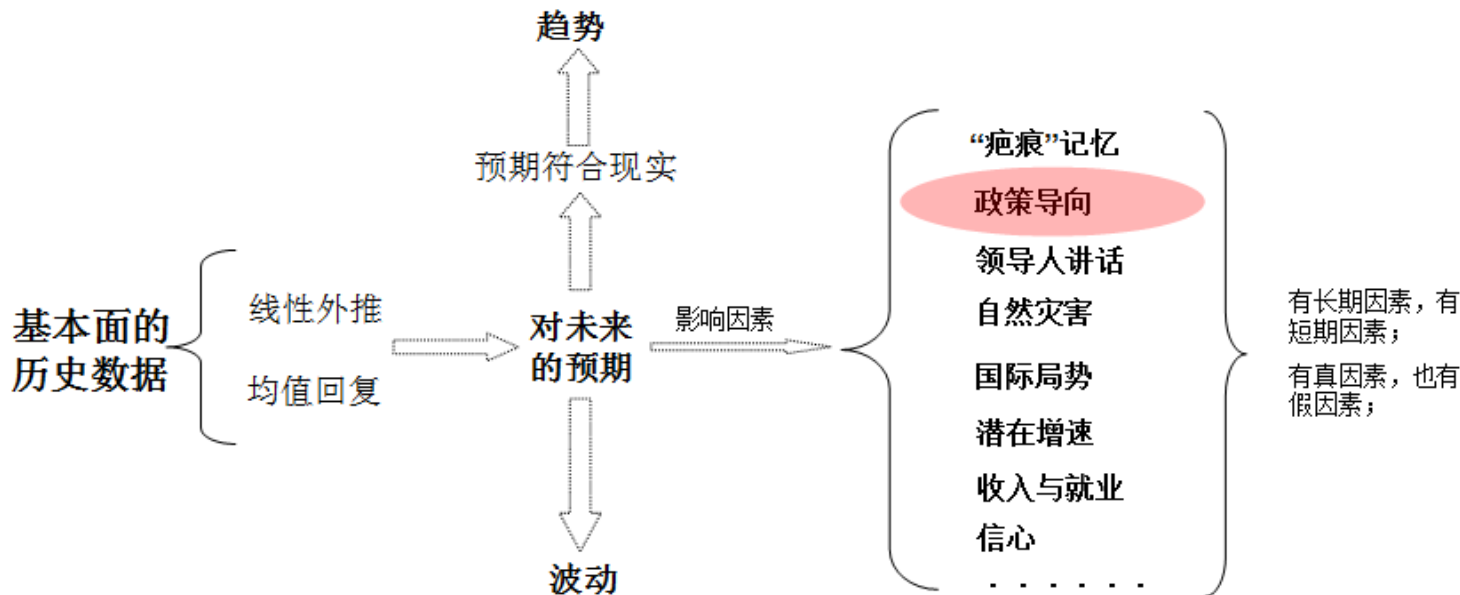 趋势
预期符合现实
基本面的
历史数据
线性外推
均值回复
对未来
的预期
波动
影响因素
“疤痕”记忆
政策导向
领导人讲话
自然灾害
国际局势
潜在增速
收入与就业
信心
······
有长期因素，有
短期因素；
有真因素，也有
假因素；